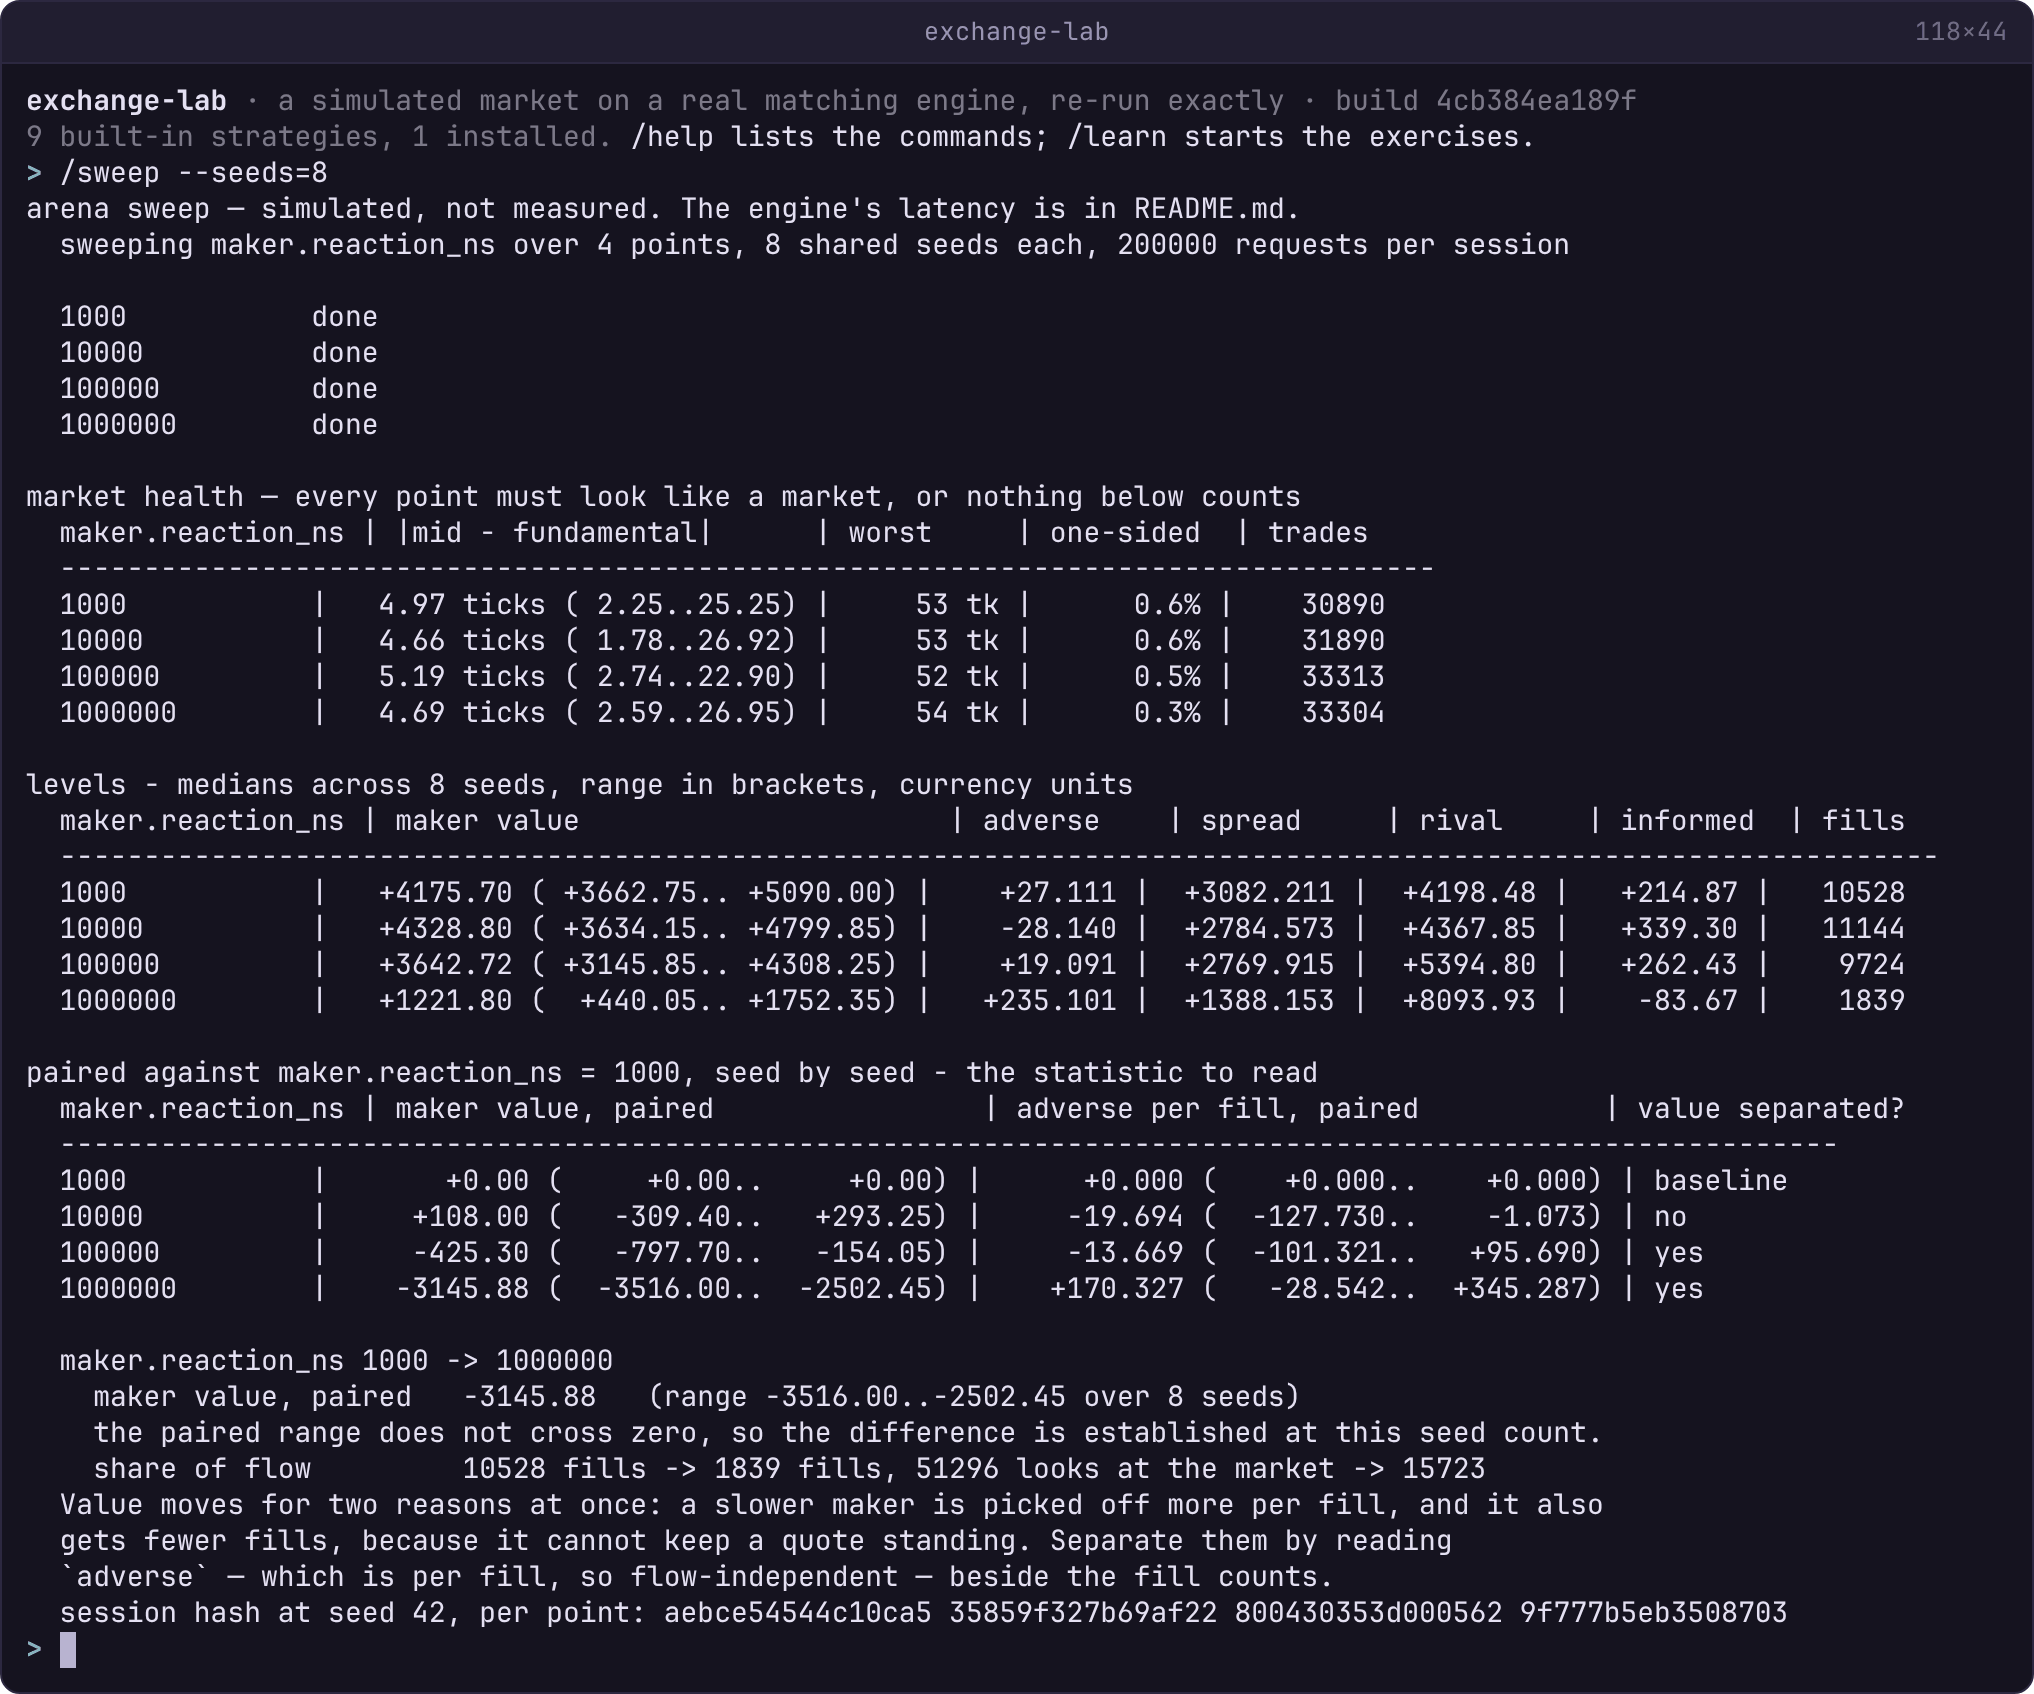 exchange-lab 118×44
exchange-lab · a simulated market on a real matching engine, re-run exactly · build 4cb384ea189f
9 built-in strategies, 1 installed. /help lists the commands; /learn starts the exercises.
> /sweep --seeds=8
arena sweep — simulated, not measured. The engine's latency is in README.md.
  sweeping maker.reaction_ns over 4 points, 8 shared seeds each, 200000 requests per session

  1000           done
  10000          done
  100000         done
  1000000        done

market health — every point must look like a market, or nothing below counts
  maker.reaction_ns | |mid - fundamental|      | worst     | one-sided  | trades
  ----------------------------------------------------------------------------------
  1000           |   4.97 ticks ( 2.25..25.25) |     53 tk |      0.6% |    30890
  10000          |   4.66 ticks ( 1.78..26.92) |     53 tk |      0.6% |    31890
  100000         |   5.19 ticks ( 2.74..22.90) |     52 tk |      0.5% |    33313
  1000000        |   4.69 ticks ( 2.59..26.95) |     54 tk |      0.3% |    33304

levels - medians across 8 seeds, range in brackets, currency units
  maker.reaction_ns | maker value                      | adverse    | spread     | rival     | informed  | fills
  ----------------------------------------------------------------------------------------------------------------
  1000           |   +4175.70 ( +3662.75.. +5090.00) |    +27.111 |  +3082.211 |  +4198.48 |   +214.87 |   10528
  10000          |   +4328.80 ( +3634.15.. +4799.85) |    -28.140 |  +2784.573 |  +4367.85 |   +339.30 |   11144
  100000         |   +3642.72 ( +3145.85.. +4308.25) |    +19.091 |  +2769.915 |  +5394.80 |   +262.43 |    9724
  1000000        |   +1221.80 (  +440.05.. +1752.35) |   +235.101 |  +1388.153 |  +8093.93 |    -83.67 |    1839

paired against maker.reaction_ns = 1000, seed by seed - the statistic to read
  maker.reaction_ns | maker value, paired                | adverse per fill, paired           | value separated?
  ----------------------------------------------------------------------------------------------------------
  1000           |       +0.00 (     +0.00..     +0.00) |      +0.000 (    +0.000..    +0.000) | baseline
  10000          |     +108.00 (   -309.40..   +293.25) |     -19.694 (  -127.730..    -1.073) | no
  100000         |     -425.30 (   -797.70..   -154.05) |     -13.669 (  -101.321..   +95.690) | yes
  1000000        |    -3145.88 (  -3516.00..  -2502.45) |    +170.327 (   -28.542..  +345.287) | yes

  maker.reaction_ns 1000 -> 1000000
    maker value, paired   -3145.88   (range -3516.00..-2502.45 over 8 seeds)
    the paired range does not cross zero, so the difference is established at this seed count.
    share of flow         10528 fills -> 1839 fills, 51296 looks at the market -> 15723
  Value moves for two reasons at once: a slower maker is picked off more per fill, and it also
  gets fewer fills, because it cannot keep a quote standing. Separate them by reading
  `adverse` — which is per fill, so flow-independent — beside the fill counts.
  session hash at seed 42, per point: aebce54544c10ca5 35859f327b69af22 800430353d000562 9f777b5eb3508703
>